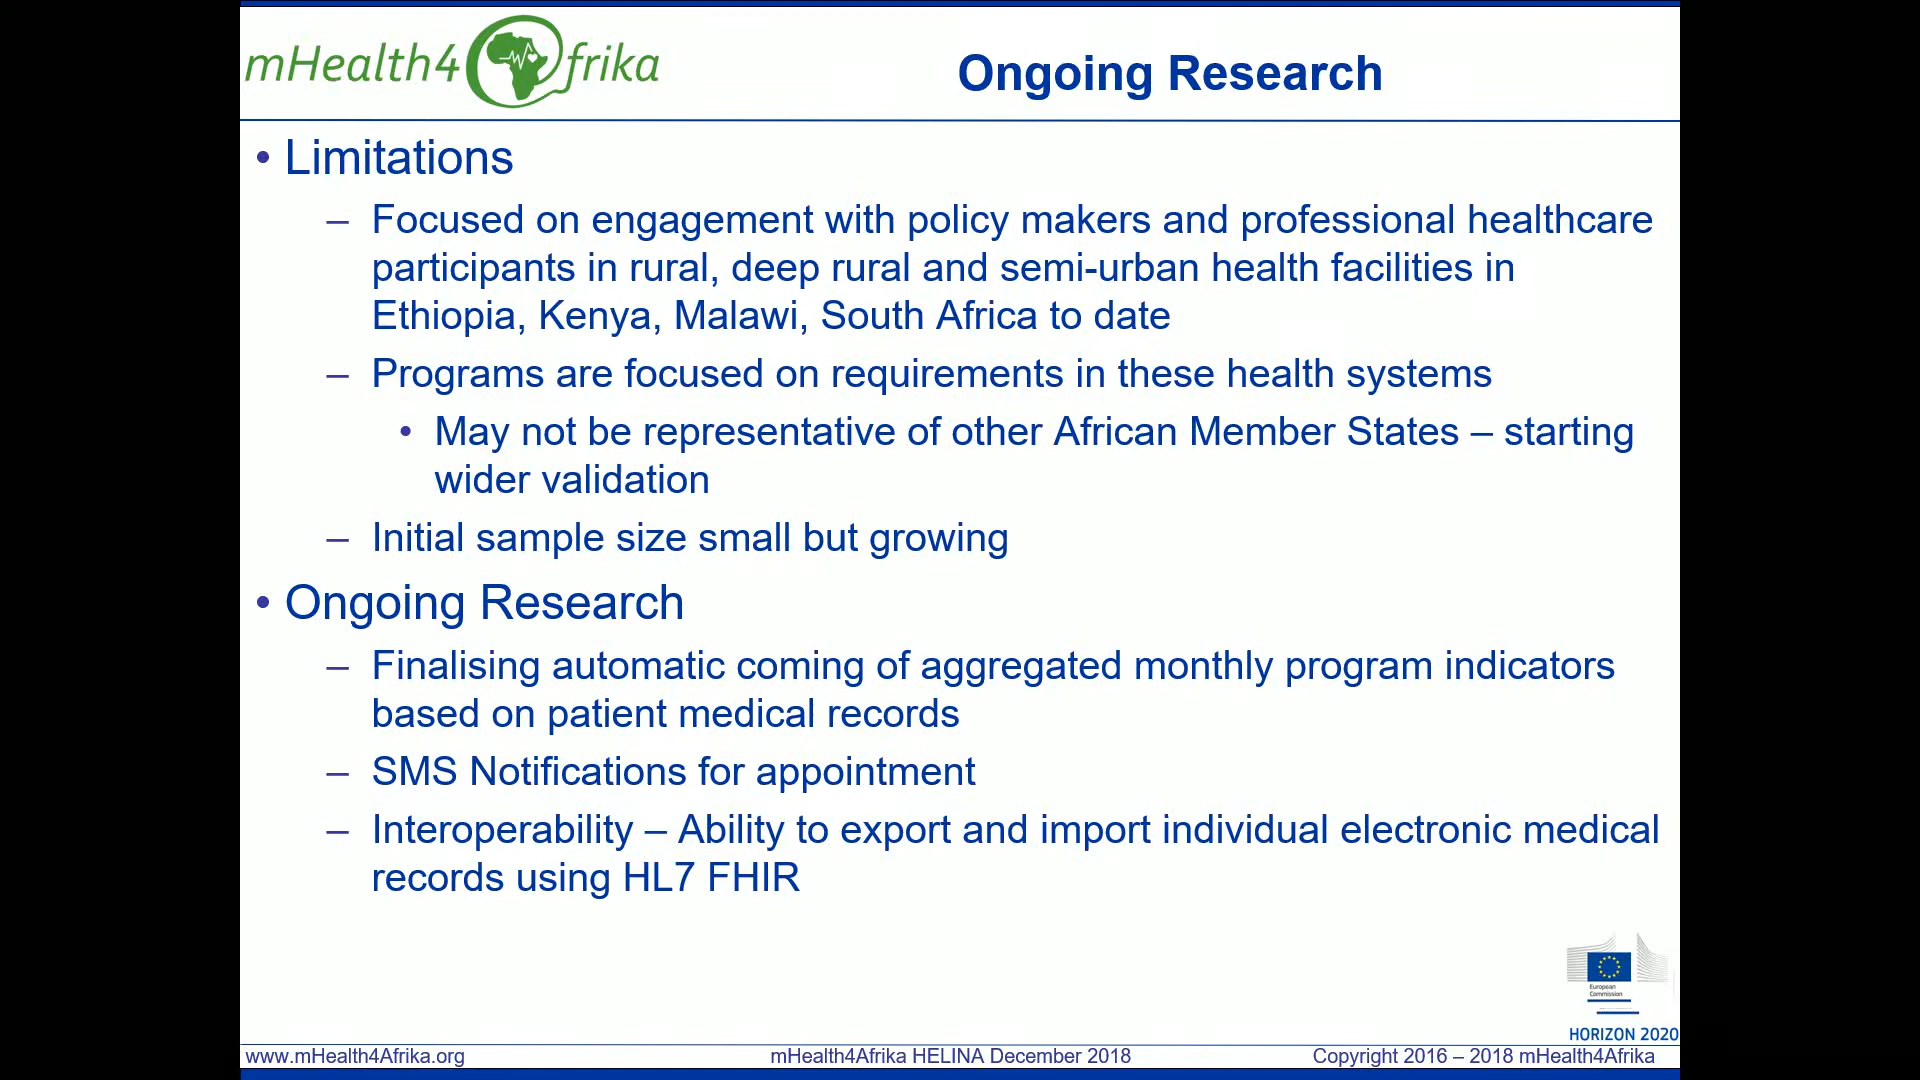 mHealth4Afrika
Ongoing Research
• Limitations
– Focused on engagement with policy makers and professional healthcare
participants in rural, deep rural and semi-urban health facilities in
Ethiopia, Kenya, Malawi, South Africa to date
– Programs are focused on requirements in these health systems
• May not be representative of other African Member States – starting
wider validation
– Initial sample size small but growing
• Ongoing Research
– Finalising automatic coming of aggregated monthly program indicators
based on patient medical records
– SMS Notifications for appointment
– Interoperability – Ability to export and import individual electronic medical
records using HL7 FHIR
European
Commission
HORIZON 2020
www.mHealth4Afrika.org
mHealth4Afrika HELINA December 2018
Copyright 2016 – 2018 mHealth4Afrika